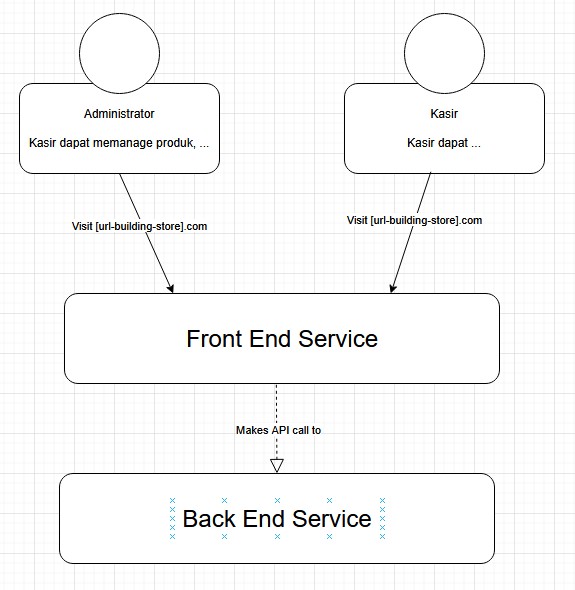 Administrator
Kasir dapat memanage produk, ...
Kasir
Kasir dapat ...
Visit [url-building-store].com
Visit [url-building-store].com
Front End Service
Makes API call to
Back End Service